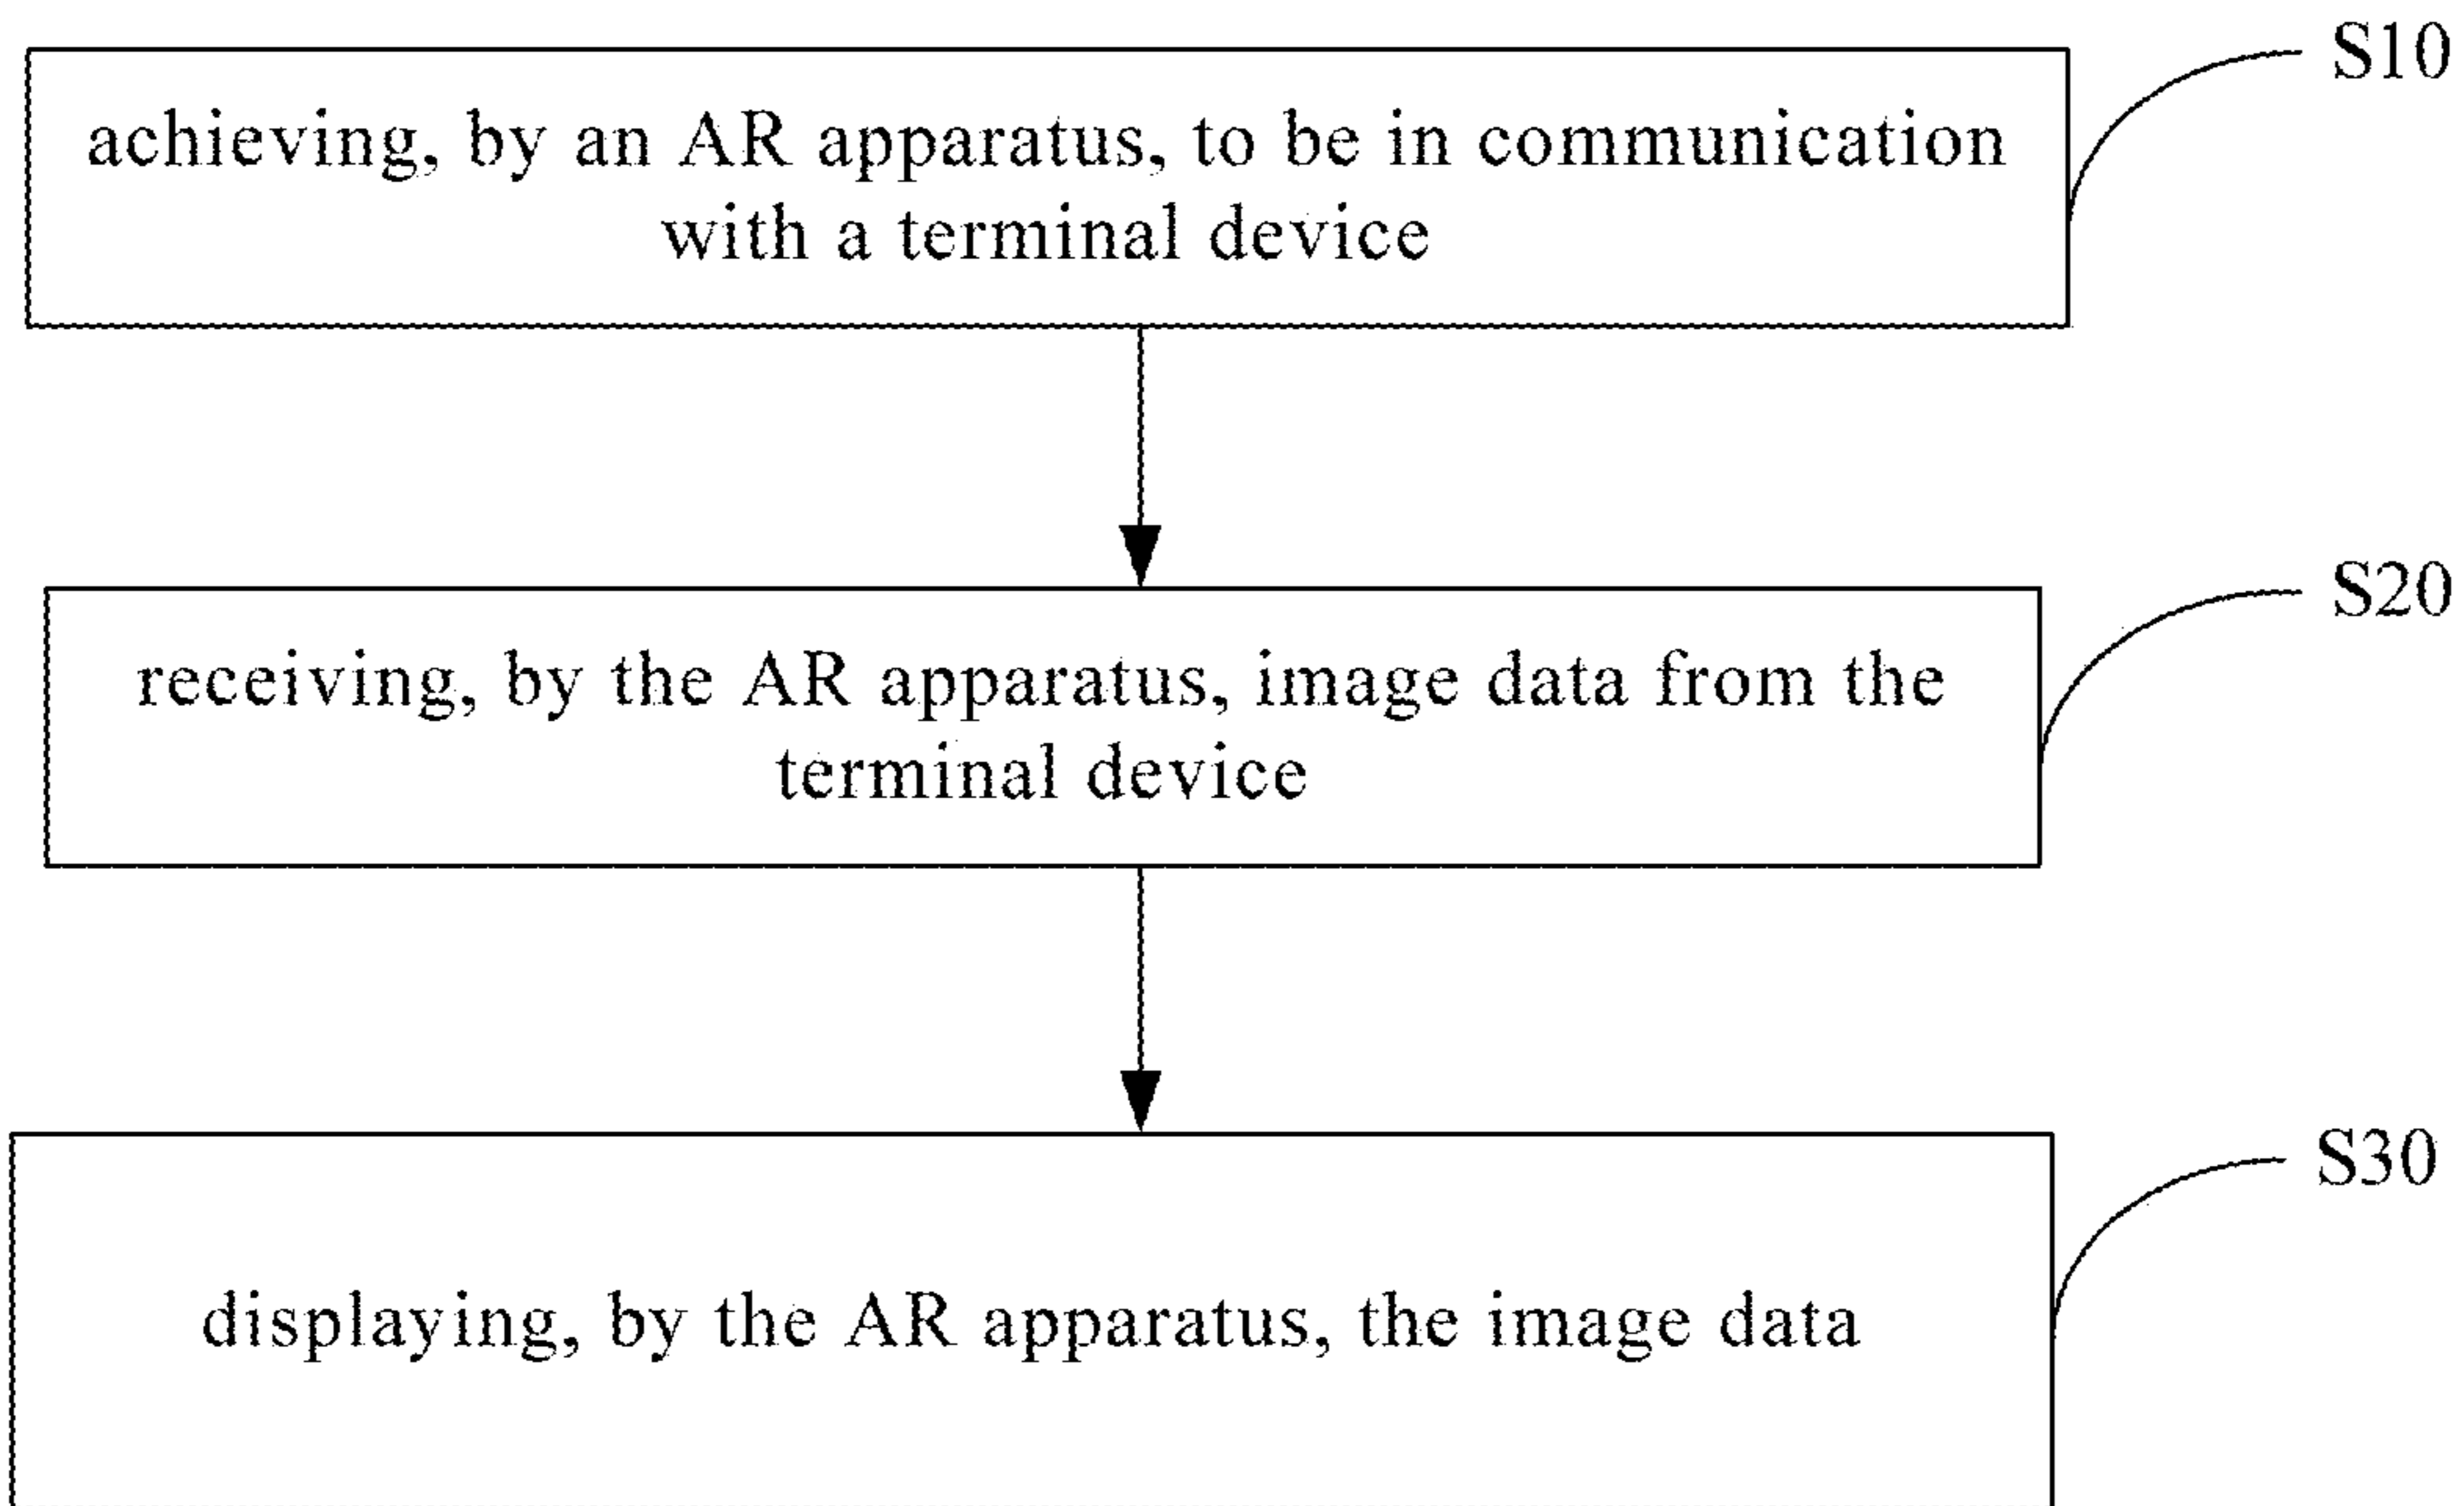 S10
achieving, by an AR apparatus, to be in communication
with a terminal device
S20
receiving, by the AR apparatus, image data from the
terminal device
S30
displaying, by the AR apparatus, the image data